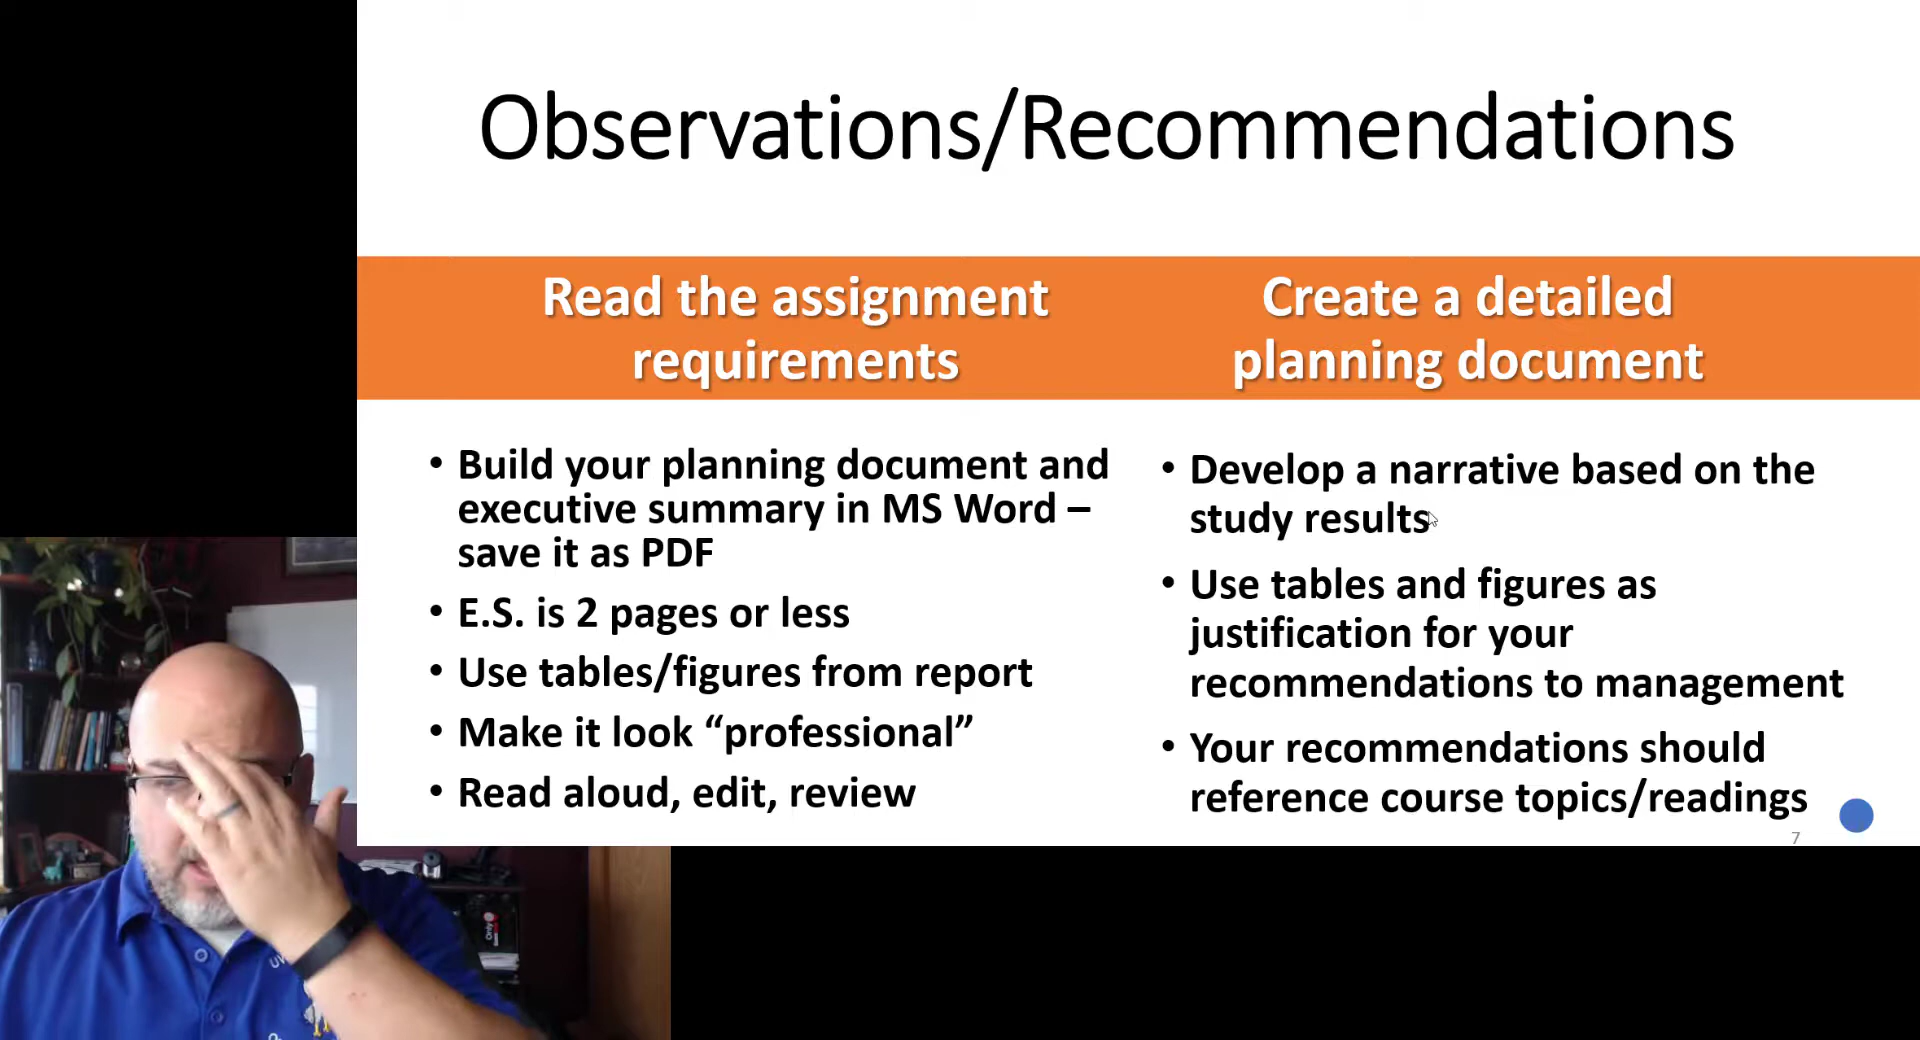 Observations/Recommendations
Read the assignment
requirements
• Build your planning document and
executive summary in MS Word –
save it as PDF
• E.S. is 2 pages or less
• Use tables/figures from report
• Make it look “professional”
• Read aloud, edit, review
Create a detailed
planning document
• Develop a narrative based on the
study results
• Use tables and figures as
justification for your
recommendations to management
• Your recommendations should
reference course topics/readings
7
Only